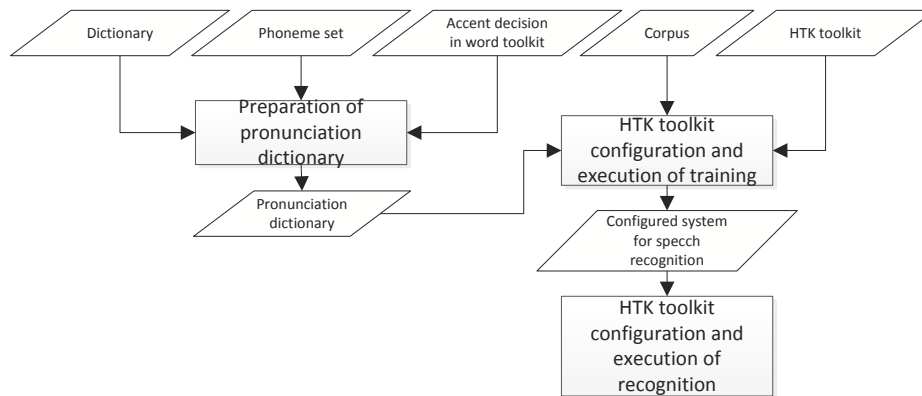 Dictionary
Phoneme set
Accent decision
in word toolkit
Corpus
HTK toolkit
Preparation of
pronunciation
dictionary
HTK toolkit
configuration and
execution of training
Pronunciation
dictionary
Configured system
for specch
recognition
HTK toolkit
configuration and
execution of
recognition